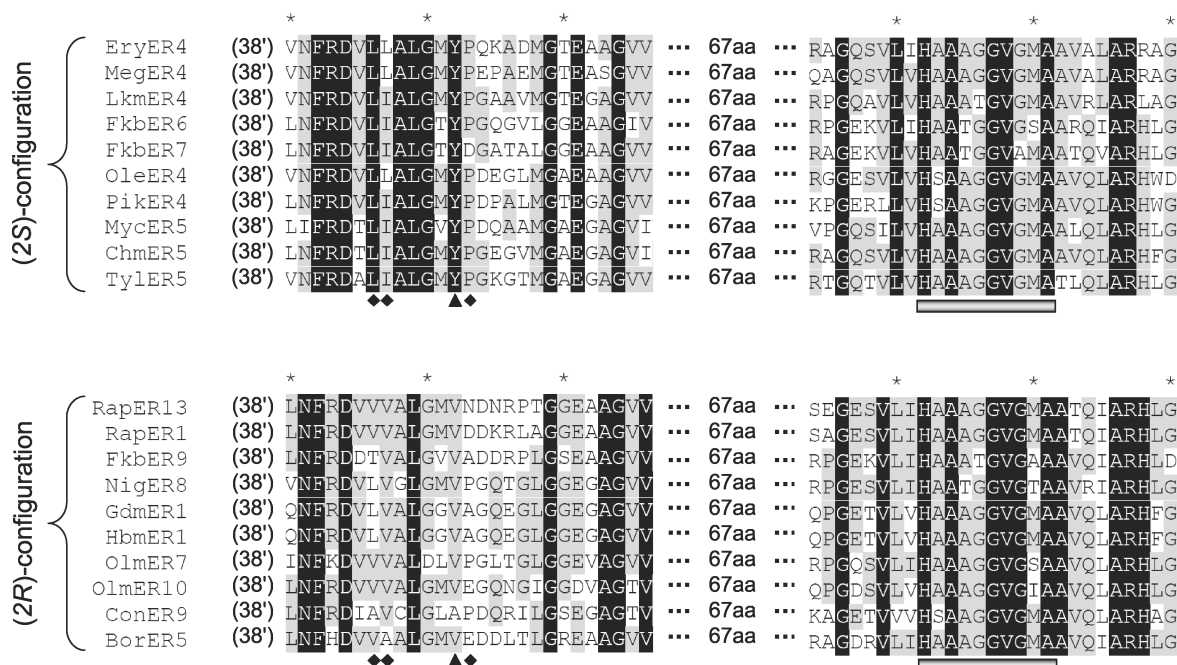 * * * * * *
(2S)-configuration
EryER4 (38') VNFRDVLLALGMYPQKADMGTEAAGVV ··· 67aa ··· RAGQSVLIHAAAGGVGMAAVALARRAG
MegER4 (38') VNFRDVLLALGMYPEPAEMGTEASGVV ··· 67aa ··· QAGQSVLVHAAAGGVGMAAVALARRAG
LkmER4 (38') VNFRDVLIALGMYPGAAVMGTEGAGVV ··· 67aa ··· RPGQAVLVHAAATGVGMAAVRLARLAG
FkbER6 (38') LNFRDVLIALGTYPGQGVLGGEAAGIV ··· 67aa ··· RPGEKVLIHAATGGVGSAARQIARHLG
FkbER7 (38') LNFRDVLIALGTYDGATALGGEAAGVV ··· 67aa ··· RAGEKVLVHAATGGVAMAATQVARHLG
OleER4 (38') VNFRDVLLALGMYPDEGLMGAEAAGVV ··· 67aa ··· RGGESVLVHSAAGGVGMAAVQLARHWD
PikER4 (38') VNFRDVLIALGMYPDPALMGTEGAGVV ··· 67aa ··· KPGERLLVHSAAGGVGMAAVQLARHWG
MycER5 (38') LIFRDTLIALGVYPDQAAMGAEGAGVI ··· 67aa ··· VPGQSILVHSAAGGVGMAALQLARHLG
ChmER5 (38') LNFRDTLIALGMYPGEGVMGAEGAGVI ··· 67aa ··· RAGQSVLVHAAAGGVGMAAVQLARHFG
TylER5 (38') VNFRDALIALGMYPGKGTMGAEGAGVV ··· 67aa ··· RTGQTVLVHAAAGGVGMATLQLARHLG
* * * * * *
(2R)-configuration
RapER13 (38') LNFRDVVVALGMVNDNRPTGGEAAGVV ··· 67aa ··· SEGESVLIHAAAGGVGMAATQIARHLG
RapER1 (38') LNFRDVVVALGMVDDKRLAGGEAAGVV ··· 67aa ··· SAGESVLIHAAAGGVGMAATQIARHLG
FkbER9 (38') LNFRDDTVALGVVADDRPLGSEAAGVV ··· 67aa ··· RPGEKVLIHAAATGVGAAAVQIARHLD
NigER8 (38') VNFRDVLVGLGMVPGQTGLGGEAAGVV ··· 67aa ··· RPGESVLIHAATGGVGTAAVRIARHLG
GdmER1 (38') QNFRDVLVALGGVAGQEGLGGEGAGVV ··· 67aa ··· QPGETVLVHAAAGGVGMAAVQLARHFG
HbmER1 (38') QNFRDVLVALGGVAGQEGLGGEGAGVV ··· 67aa ··· QPGETVLVHAAAGGVGMAAVQLARHFG
OlmER7 (38') INFKDVVVALDLVPGLTGLGGEVAGVV ··· 67aa ··· RPGQSVLIHAAAGGVGSAAVQIARHLG
OlmER10 (38') LNFRDVVVALGMVEGQNGIGGDVAGTV ··· 67aa ··· QPGDSVLVHAAAGGVGIAAVQLARHLG
ConER9 (38') LNFRDIAVCLGLAPDQRILGSEGAGTV ··· 67aa ··· KAGETVVVHSAAGGVGMAAVQLARHAG
BorER5 (38') LNFHDVVAALGMVEDDLTLGREAAGVV ··· 67aa ··· RAGDRVLIHAAAGGVGMAAVQIARHLG